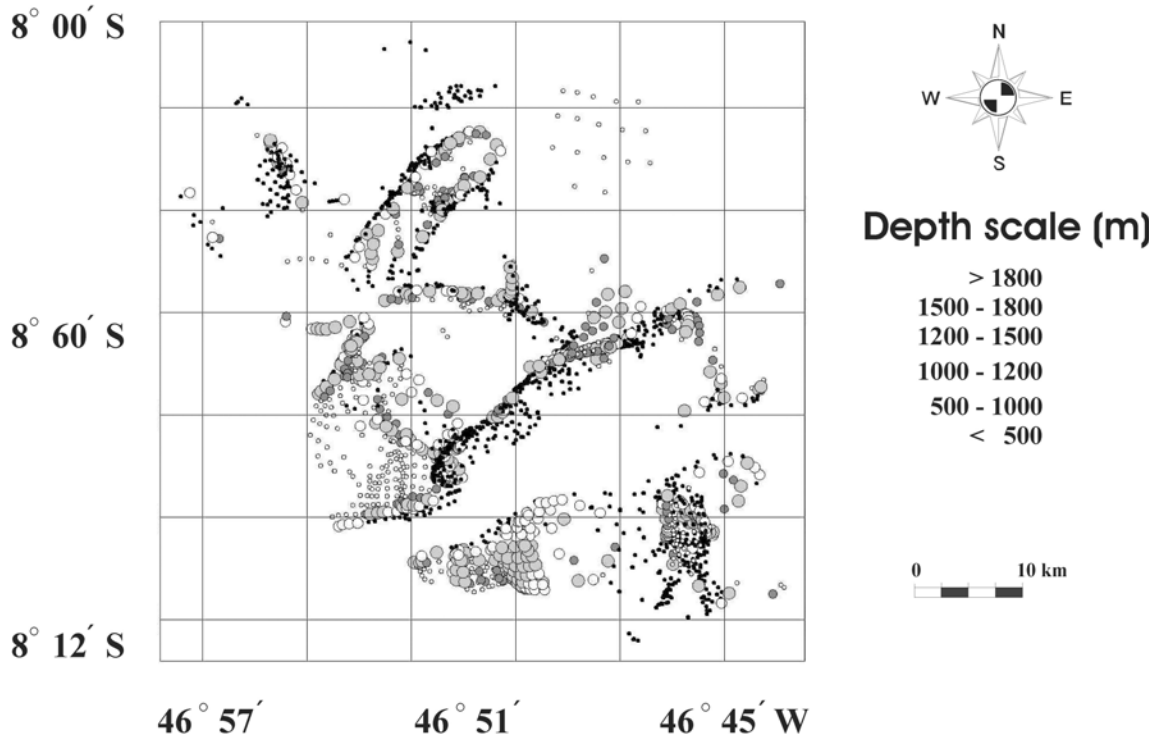 8° 00´ S
N
W E
S
Depth scale (m)
> 1800
1500 - 1800
8° 60´ S
1200 - 1500
1000 - 1200
500 - 1000
< 500
0 10 km
8° 12´ S
46° 57´ 46° 51´ 46° 45´ W